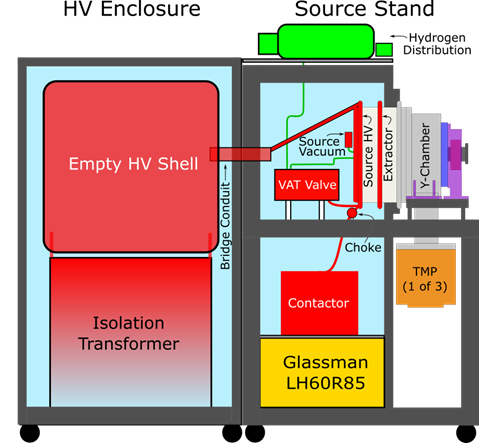 HV Enclosure
Source Stand
Hydrogen
Distribution
Empty HV Shell
Bridge Conduit
Source
Vacuum
Source HV
Extractor
Y-Chamber
VAT Valve
Choke
TMP
(1 of 3)
Contactor
Isolation
Transformer
Glassman
LH60R85